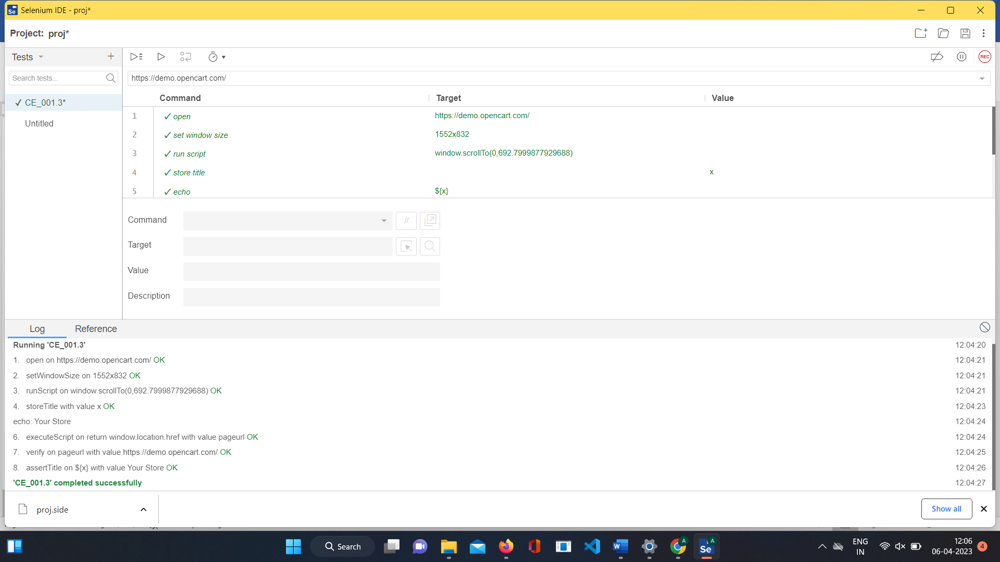 Selenium IDE - proj*
Project: proj*
Tests
Search tests...
✓ CE_001.3*
Untitled
REC
https://demo.opencart.com/
Command Target Value
1 ✓ open https://demo.opencart.com/
2 ✓ set window size 1552x832
3 ✓ run script window.scrollTo(0,692.7999877929688)
4 ✓ store title x
5 ✓ echo ${x}
Command //
Target
Value
Description
Log Reference
Running 'CE_001.3' 12:04:20
1. open on https://demo.opencart.com/ OK 12:04:21
2. setWindowSize on 1552x832 OK 12:04:21
3. runScript on window.scrollTo(0,692.7999877929688) OK 12:04:21
4. storeTitle with value x OK 12:04:23
echo: Your Store 12:04:24
6. executeScript on return window.location.href with value pageurl OK 12:04:24
7. verify on pageurl with value https://demo.opencart.com/ OK 12:04:25
8. assertTitle on ${x} with value Your Store OK 12:04:26
'CE_001.3' completed successfully 12:04:27
proj.side Show all
Search
A
Se A
ENG
IN
12:06
06-04-2023
4